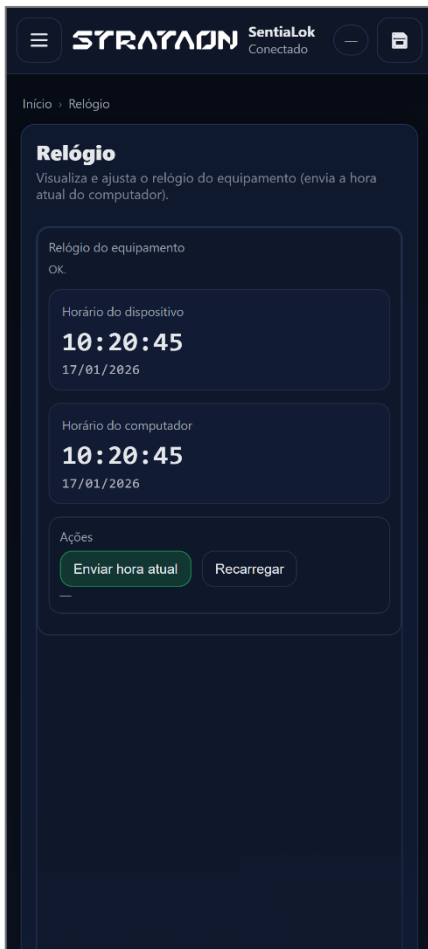 STRATAON
SentiaLok
Conectado
—
Início › Relógio
Relógio
Visualiza e ajusta o relógio do equipamento (envia a hora
atual do computador).
Relógio do equipamento
OK.
Horário do dispositivo
10:20:45
17/01/2026
Horário do computador
10:20:45
17/01/2026
Ações
Enviar hora atual
Recarregar
—